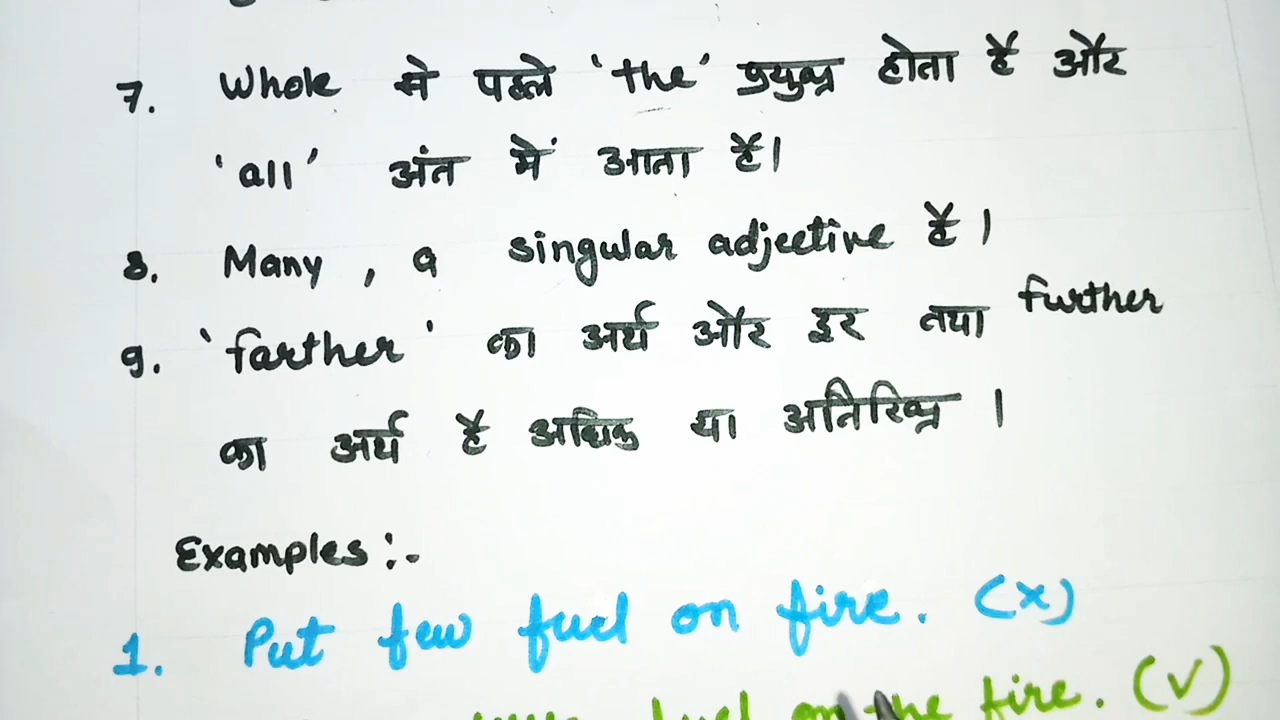 7. Whole से पहले 'the' प्रयुक्त होता है और
'all' अंत में आता है।
8. Many, a singular adjective है।
9. 'farther' का अर्थ और दूर तथा further
का अर्थ है अधिक या अतिरिक्त ।
Examples :-
1. Put few fuel on fire. (x)
fuel on the fire. (✓)